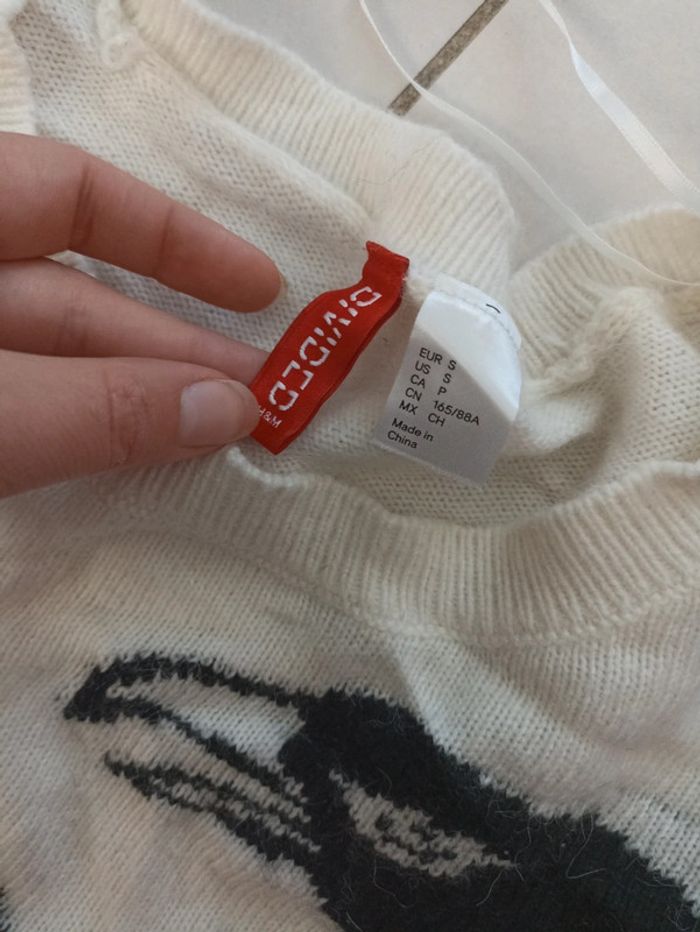 DIVIDED
H&M
EUR S
US S
CA P
CN 165/88A
MX CH
Made in
China